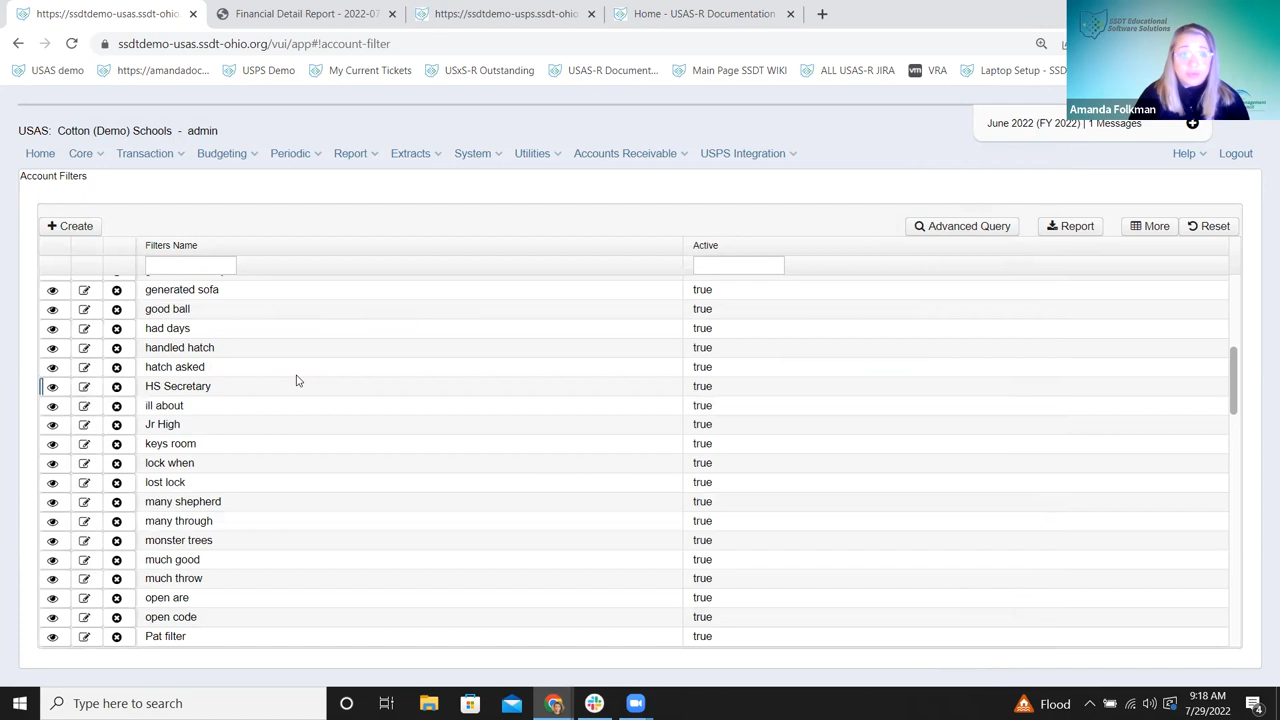 https://ssdtdemo-usas.ssdt-ohio.
Financial Detail Report - 2022-07
https://ssdtdemo-usps.ssdt-ohio
Home - USAS-R Documentation
ssdtdemo-usas.ssdt-ohio.org/vui/app#!account-filter
USAS demo
https://amandadoc...
USPS Demo
My Current Tickets
USxS-ROutstanding
USAS-R Document...
Main Page SSDT WIKI
ALL USAS-R JIRA
vm VRA
Laptop Setup - SSD
SSDT Educational
Software Solutions
Amanda Folkman
USAS: Cotton (Demo) Schools - admin
June 2022 (FY 2022) | 1 Messages
Home Core Transaction Budgeting Periodic Report Extracts System Utilities Accounts Receivable USPS Integration Help Logout
Account Filters
Create Advanced Query Report More Reset
Filters Name Active
generated sofa true
good ball true
had days true
handled hatch true
hatch asked true
HS Secretary true
ill about true
Jr High true
keys room true
lock when true
lost lock true
many shepherd true
many through true
monster trees true
much good true
much throw true
open are true
open code true
Pat filter true
Type here to search
Flood
9:18 AM
7/29/2022
4